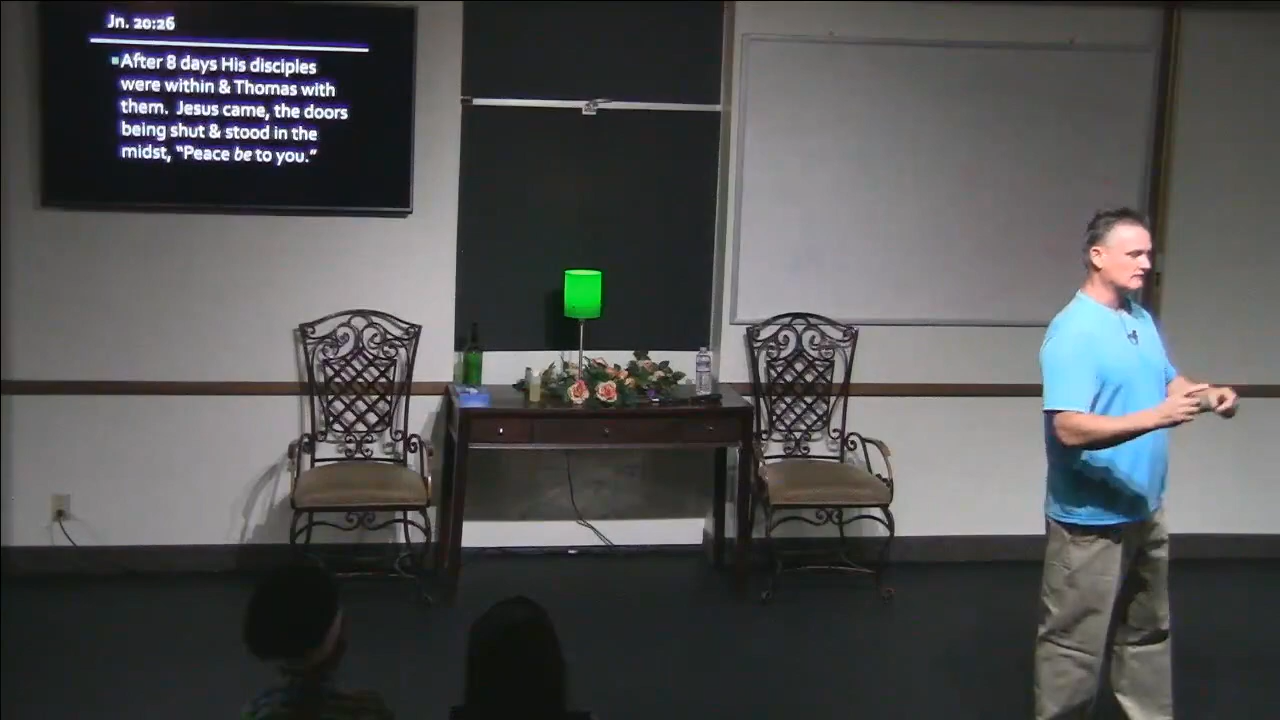 Jn. 20:26
After 8 days His disciples
were within & Thomas with
them. Jesus came, the doors
being shut & stood in the
midst, “Peace be to you.”